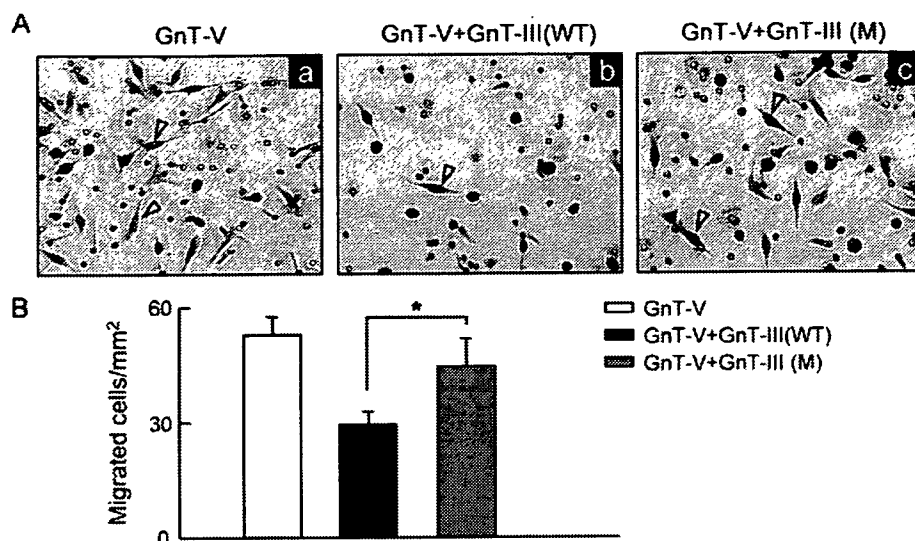 A
GnT-V
GnT-V+GnT-III(WT)
GnT-V+GnT-III (M)
a
b
c
B
Migrated cells/mm²
60
30
0
*
GnT-V
GnT-V+GnT-III(WT)
GnT-V+GnT-III (M)